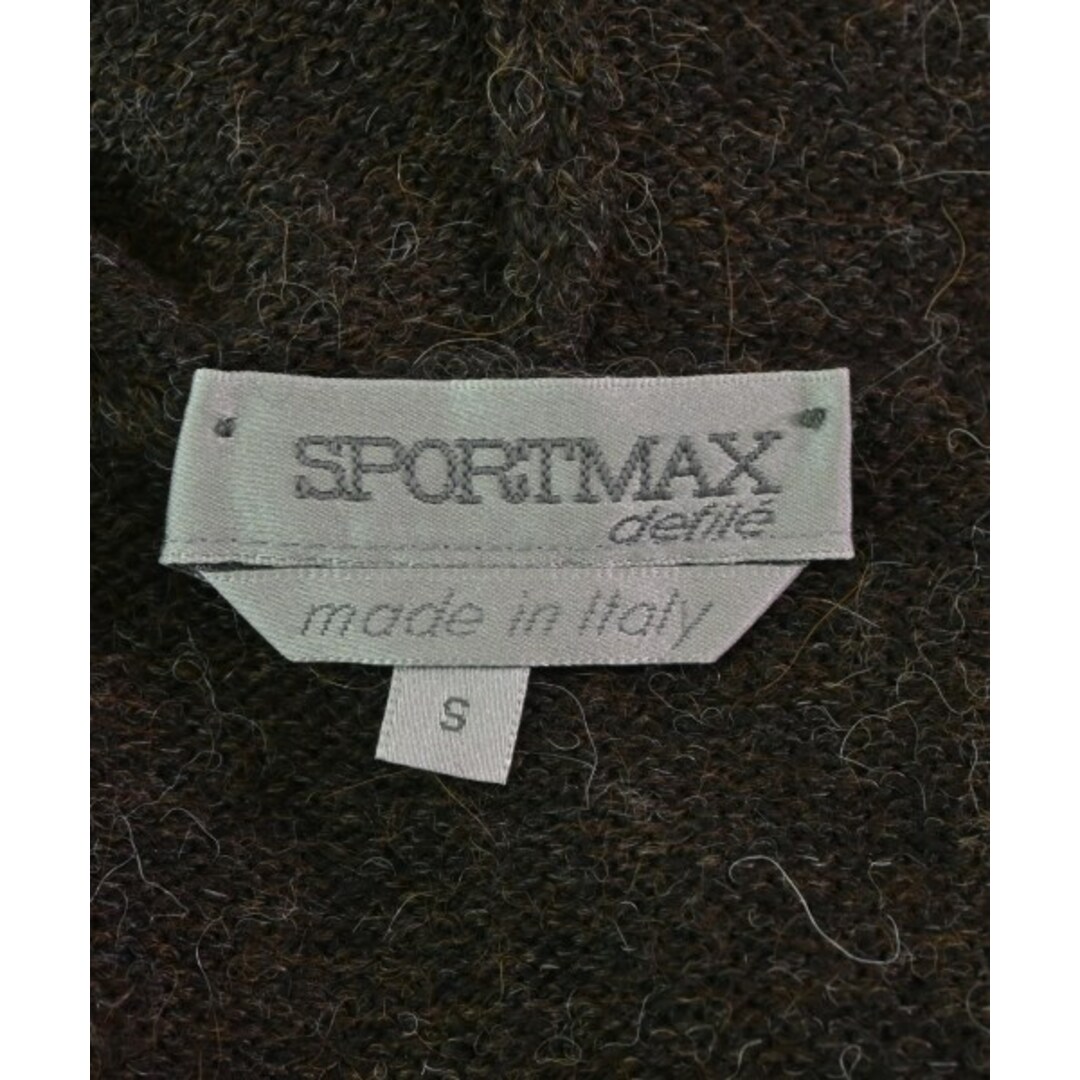 SPORTMAX
defilé
made in Italy
S